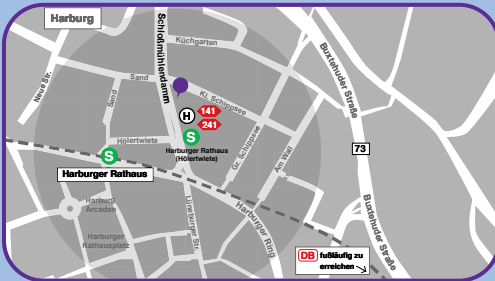 Harburg
Schloßmühlendamm
Küchgarten
Neue Str.
Sand
Sand
Kl. Schippsee
H
141
241
S
Harburger Rathaus
(Hölertwiete)
Hölertwiete
S
Harburger Rathaus
Gr. Schippsee
Am Wall
Buxtehuder Straße
73
Buxtehuder Straße
Harburg
Arcaden
Harburger
Rathausplatz
Lüneburger Str.
Harburger Ring
DB fußläufig zu
erreichen